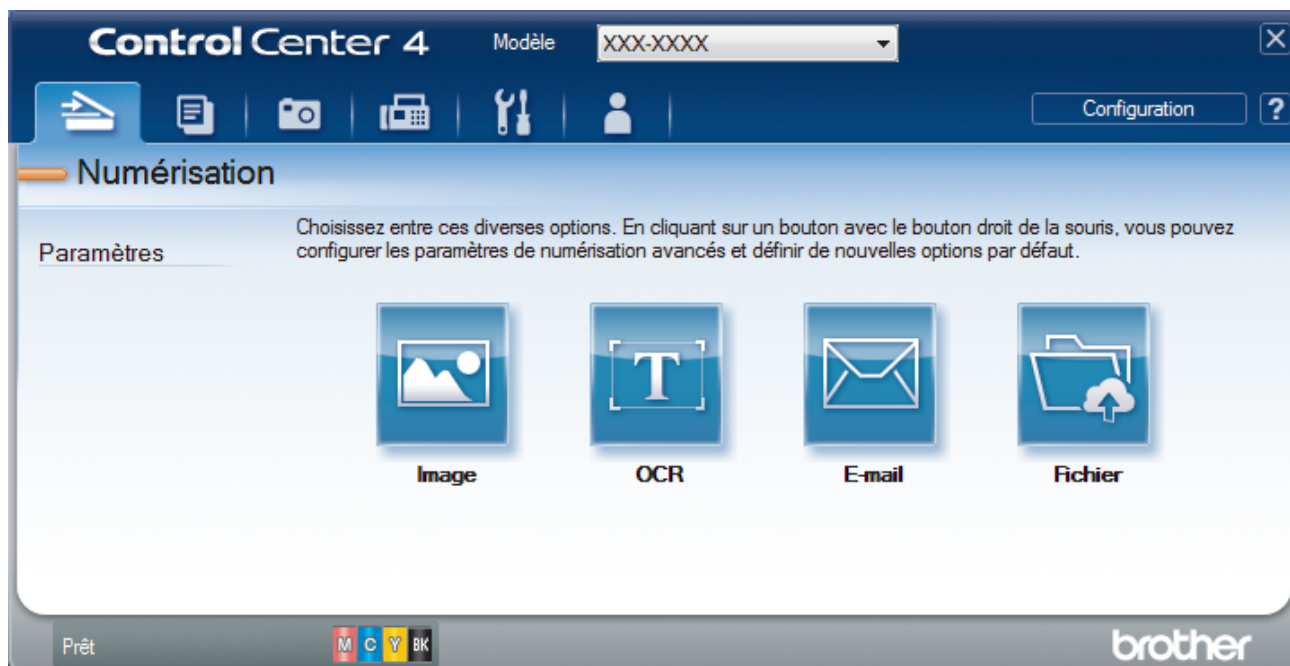 Control Center 4 Modèle XXX-XXXX
Configuration ?
Numérisation
Paramètres
Choisissez entre ces diverses options. En cliquant sur un bouton avec le bouton droit de la souris, vous pouvez
configurer les paramètres de numérisation avancés et définir de nouvelles options par défaut.
T
Image OCR E-mail Fichier
Prêt M C Y BK brother